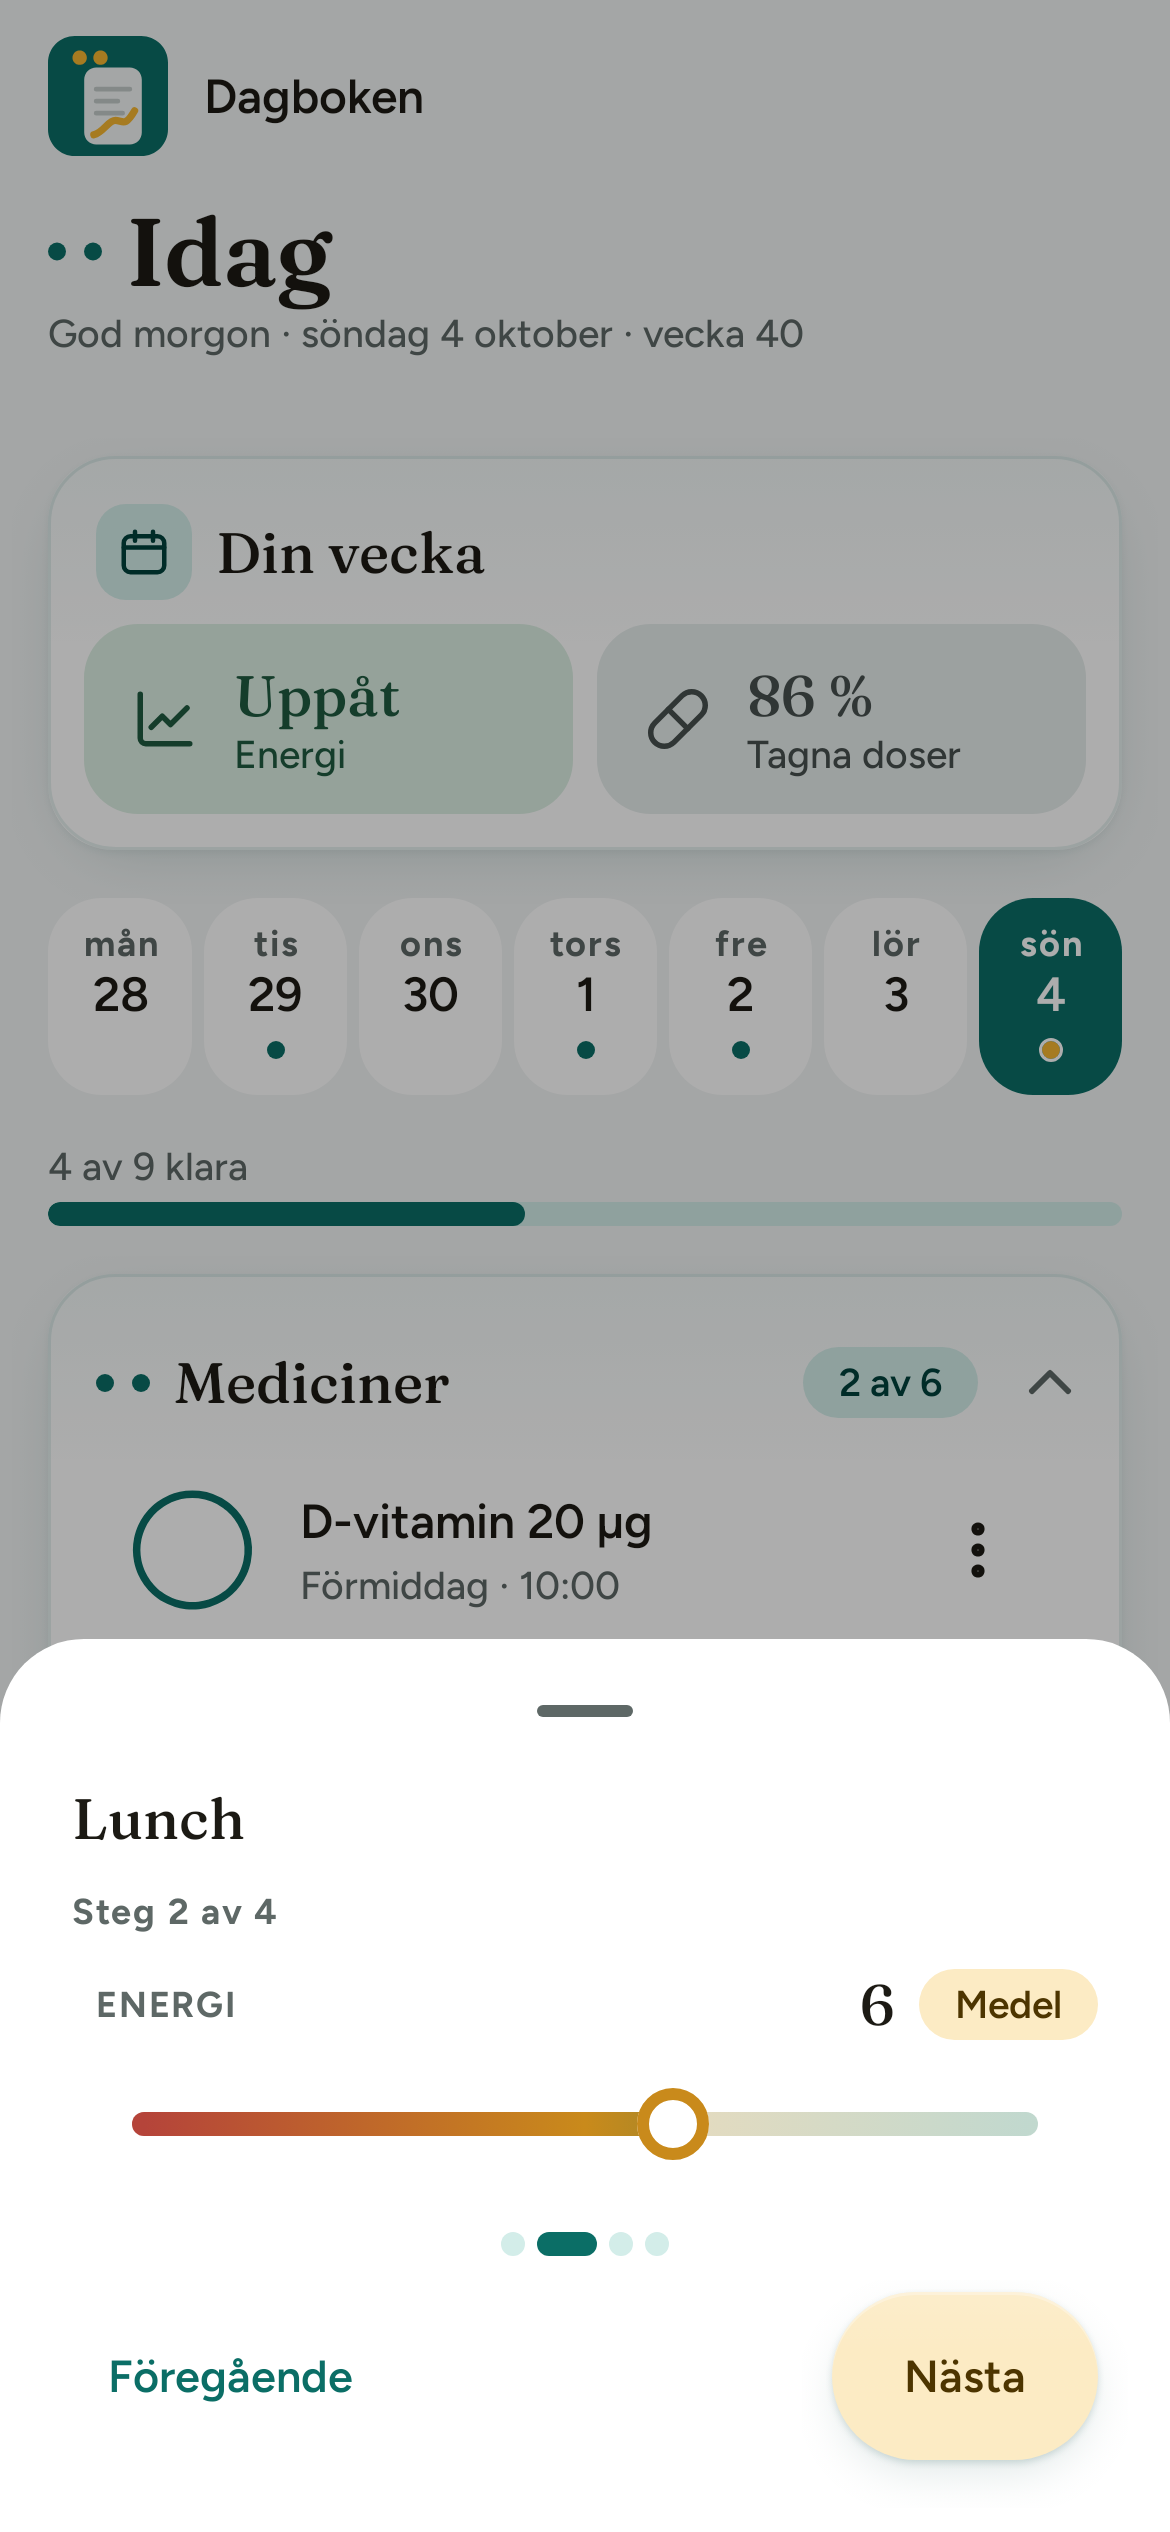 Dagboken
Idag
God morgon · söndag 4 oktober · vecka 40
Din vecka
Uppåt
Energi
86 %
Tagna doser
mån tis ons tors fre lör sön
28 29 30 1 2 3 4
4 av 9 klara
Mediciner 2 av 6
D-vitamin 20 µg
Förmiddag · 10:00
Lunch
Steg 2 av 4
ENERGI 6 Medel
Föregående Nästa